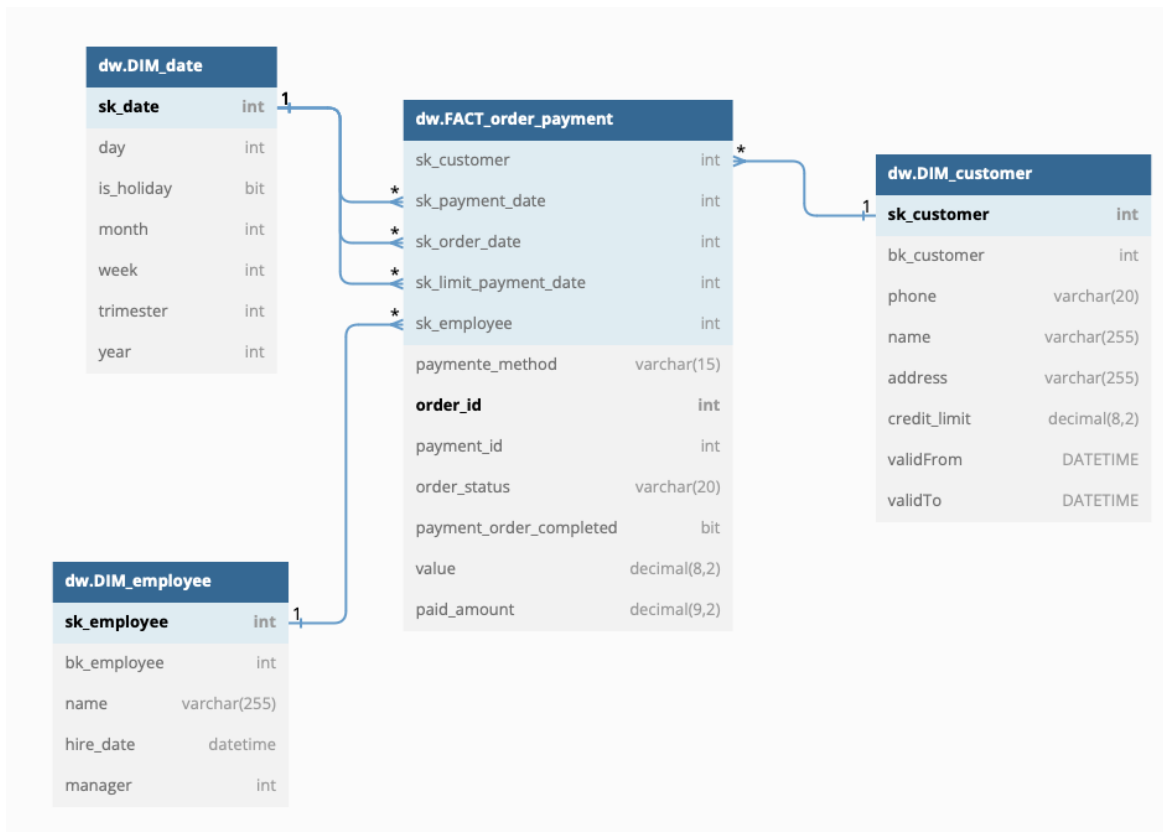 dw.DIM_date
sk_date int
day int
is_holiday bit
month int
week int
trimester int
year int
1
dw.FACT_order_payment
sk_customer int
sk_payment_date int
sk_order_date int
sk_limit_payment_date int
sk_employee int
paymente_method varchar(15)
order_id int
payment_id int
order_status varchar(20)
payment_order_completed bit
value decimal(8,2)
paid_amount decimal(9,2)
*
*
*
*
*
1
dw.DIM_customer
sk_customer int
bk_customer int
phone varchar(20)
name varchar(255)
address varchar(255)
credit_limit decimal(8,2)
validFrom DATETIME
validTo DATETIME
dw.DIM_employee
sk_employee int
bk_employee int
name varchar(255)
hire_date datetime
manager int
1